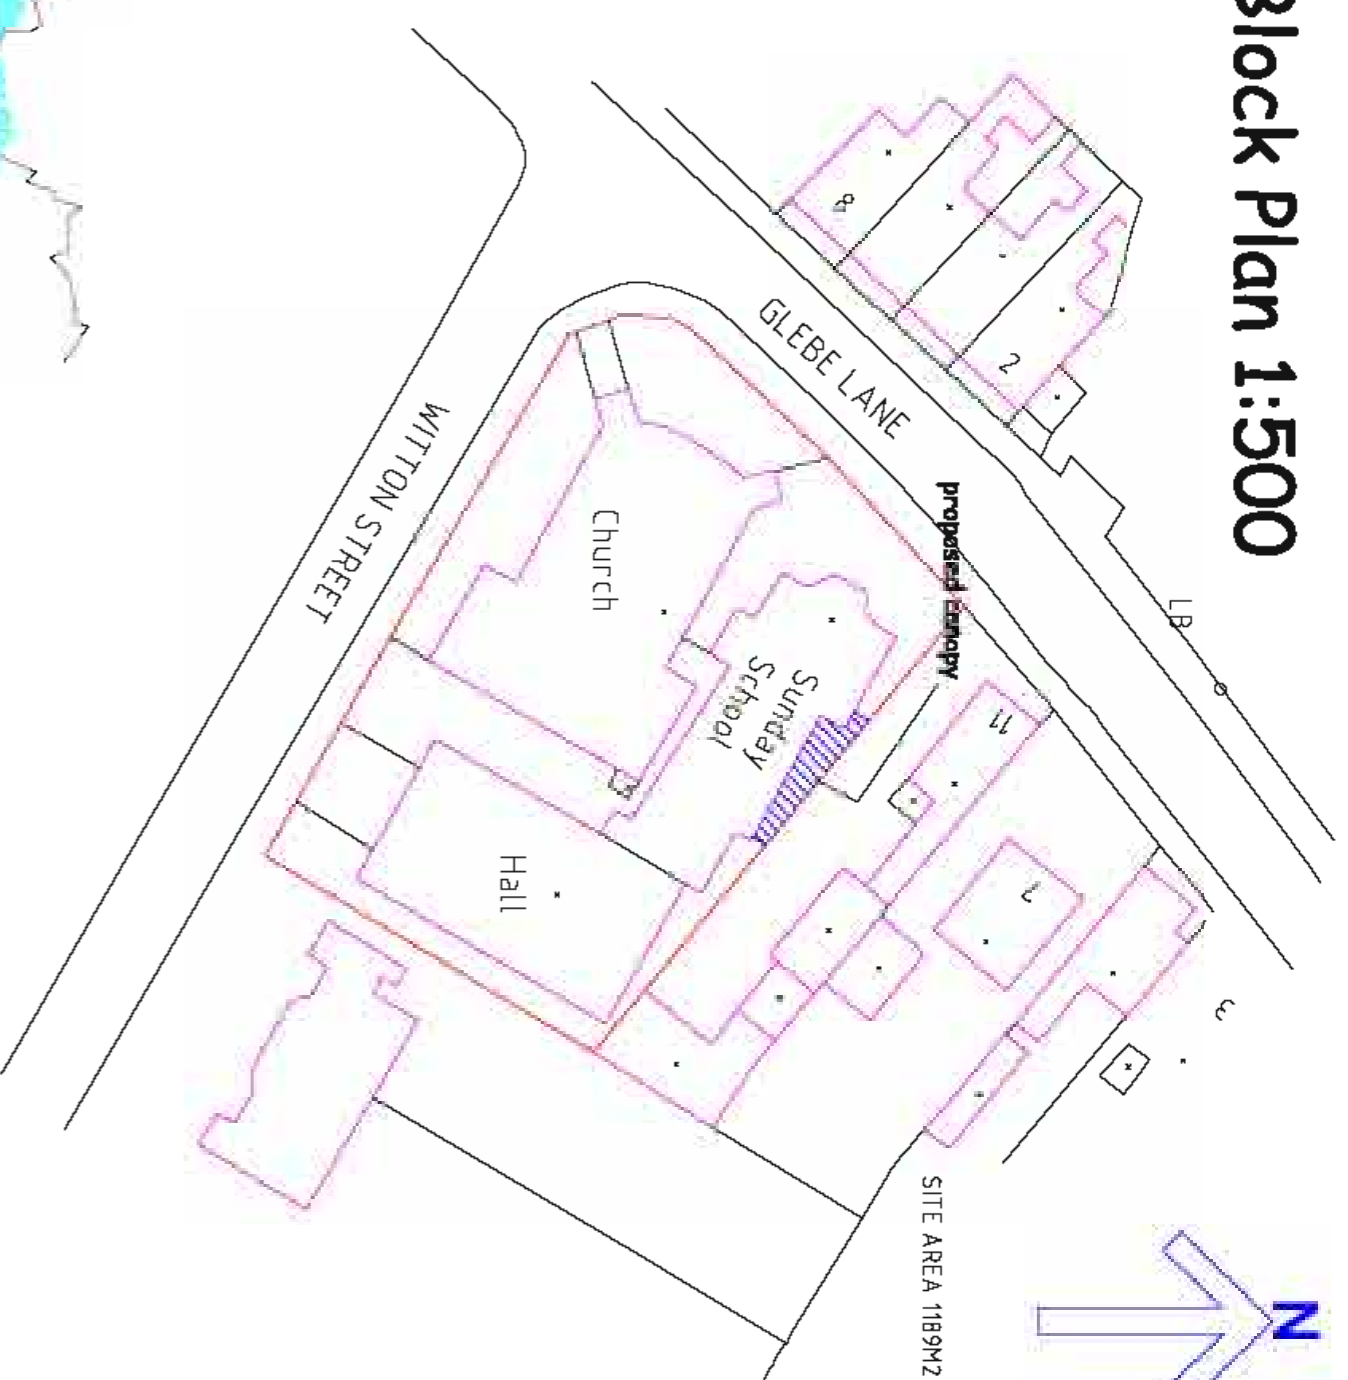 Block Plan 1:500
8
2
GLEBE LANE
WITTON STREET
proposed canopy
LB
Church
Sunday
School
11
7
3
Hall
SITE AREA 1189M2
N